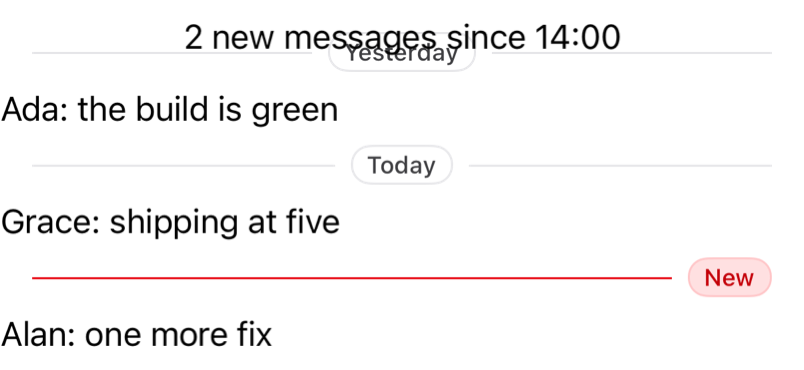 2 new messages since 14:00
Yesterday
Ada: the build is green
Today
Grace: shipping at five
New
Alan: one more fix